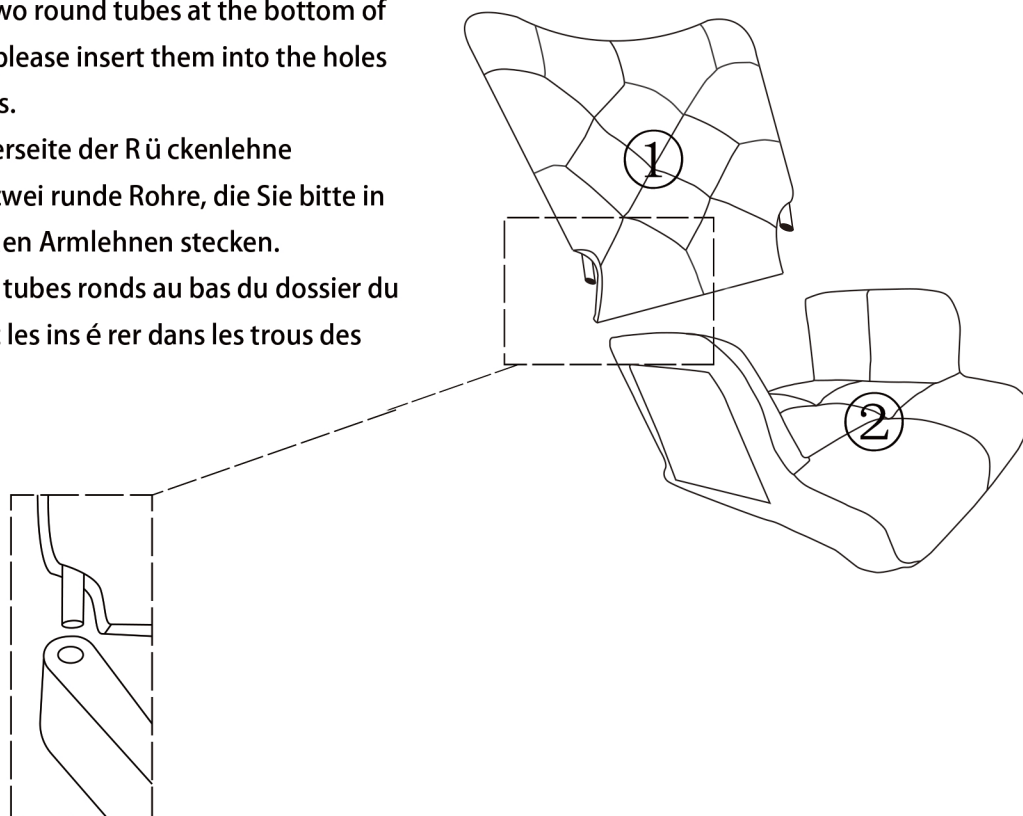 wo round tubes at the bottom of
please insert them into the holes
s.
erseite der R ü ckenlehne
zwei runde Rohre, die Sie bitte in
en Armlehnen stecken.
tubes ronds au bas du dossier du
les ins é rer dans les trous des
①
②